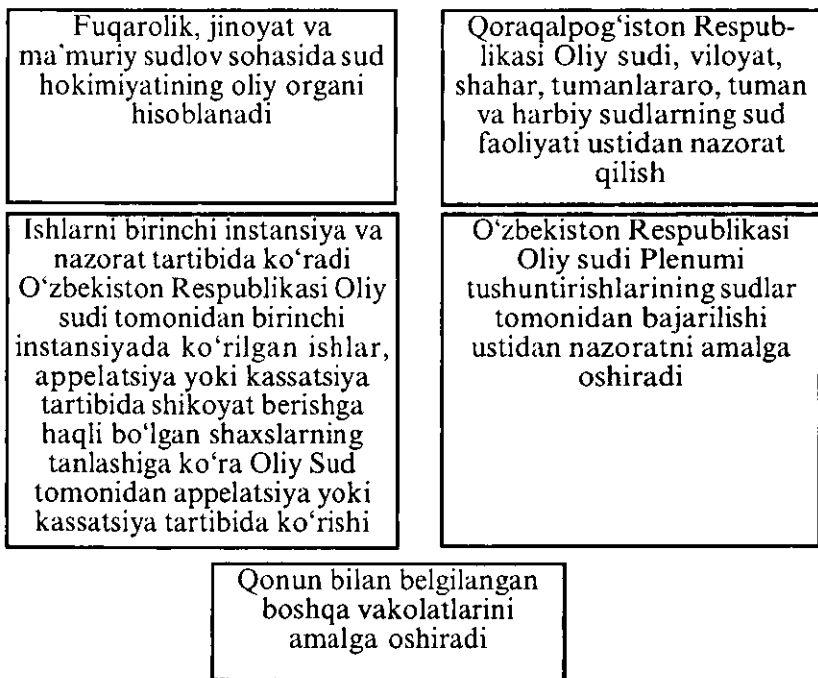 Fuqarolik, jinoyat va
ma'muriy sudlov sohasida sud
hokimiyatining oliy organi
hisoblanadi
Qoraqalpog‘iston Respub-
likasi Oliy sudi, viloyat,
shahar, tumanlararo, tuman
va harbiy sudlarning sud
faoliyati ustidan nazorat
qilish
Ishlarni birinchi instansiya va
nazorat tartibida ko‘radi
O‘zbekiston Respublikasi Oliy
sudi tomonidan birinchi
instansiyada ko‘rilgan ishlar,
appelatsiya yoki kassatsiya
tartibida shikoyat berishga
haqli bo‘lgan shaxslarning
tanlashiga ko‘ra Oliy Sud
tomonidan appelatsiya yoki
kassatsiya tartibida ko‘rishi
O‘zbekiston Respublikasi
Oliy sudi Plenumi
tushuntirishlarining sudlar
tomonidan bajarilishi
ustidan nazoratni amalga
oshiradi
Qonun bilan belgilangan
boshqa vakolatlarini
amalga oshiradi